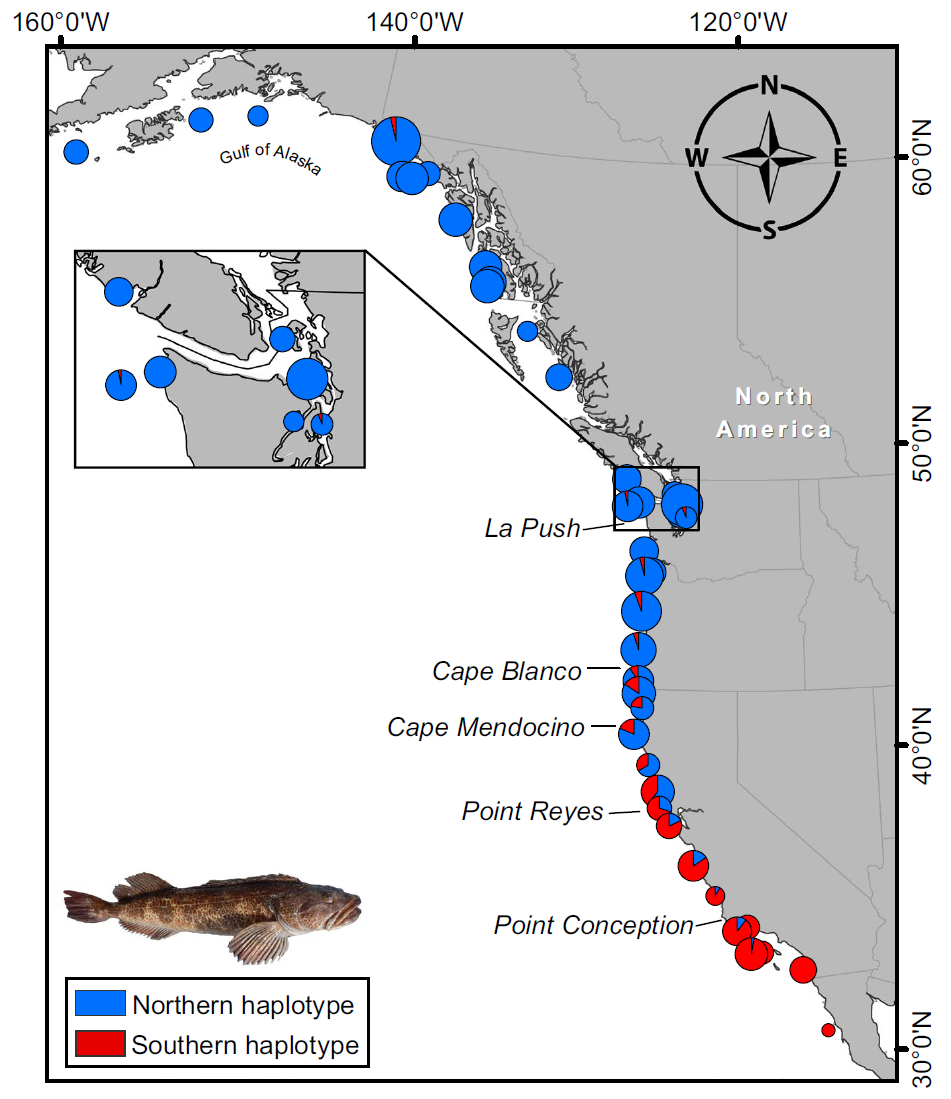 160°0'W
140°0'W
120°0'W
N
W
E
S
60°0'N
Gulf of Alaska
North
America
50°0'N
La Push
Cape Blanco
Cape Mendocino
40°0'N
Point Reyes
Point Conception
Northern haplotype
Southern haplotype
30°0'N